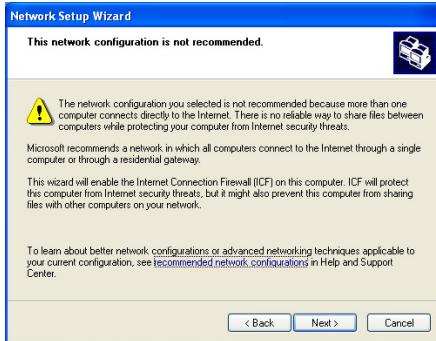 Network Setup Wizard
This network configuration is not recommended.
The network configuration you selected is not recommended because more than one
computer connects directly to the Internet. There is no reliable way to share files between
computers while protecting your computer from Internet security threats.
Microsoft recommends a network in which all computers connect to the Internet through a single
computer or through a residential gateway.
This wizard will enable the Internet Connection Firewall (ICF) on this computer. ICF will protect
this computer from Internet security threats, but it might also prevent this computer from sharing
files with other computers on your network.
To learn about better network configurations or advanced networking techniques applicable to
your current configuration, see recommended network configurations in Help and Support
Center.
< Back Next > Cancel